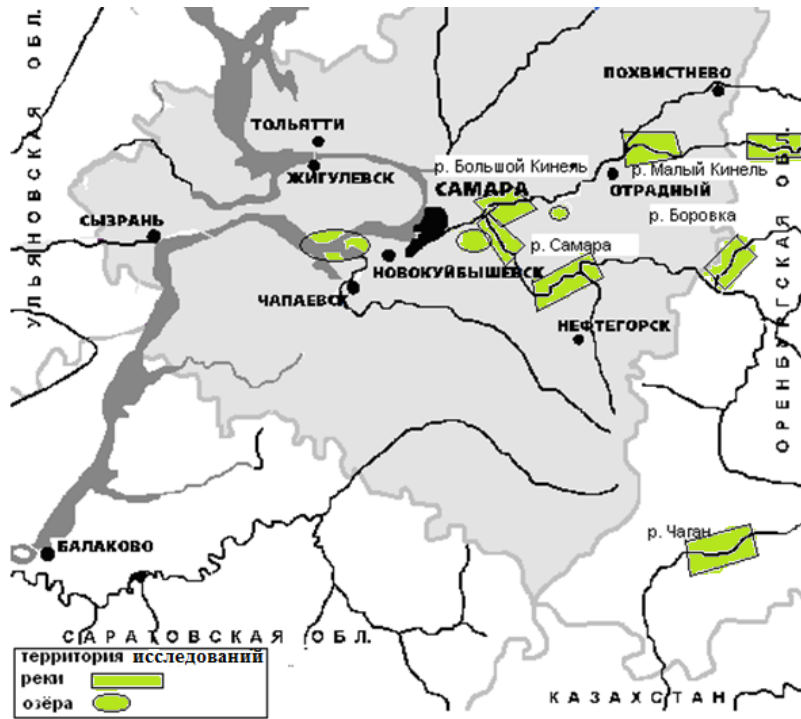 УЛЬЯНОВСКАЯ ОБЛ.
ПОХВИСТНЕВО
ТОЛЬЯТТИ
р. Большой Кинель
ЖИГУЛЕВСК
р. Малый Кинель
САМАРА
ОТРАДНЫЙ
СЫЗРАНЬ
р. Боровка
р. Самара
НОВОКУЙБЫШЕВСК
ЧАПАЕВСК
НЕФТЕГОРСК
ОРЕНБУРГСКАЯ ОБЛ.
р. Чаган
БАЛАКОВО
САРАТОВСКАЯ ОБЛ.
КАЗАХСТАН
территория исследований
реки
озёра